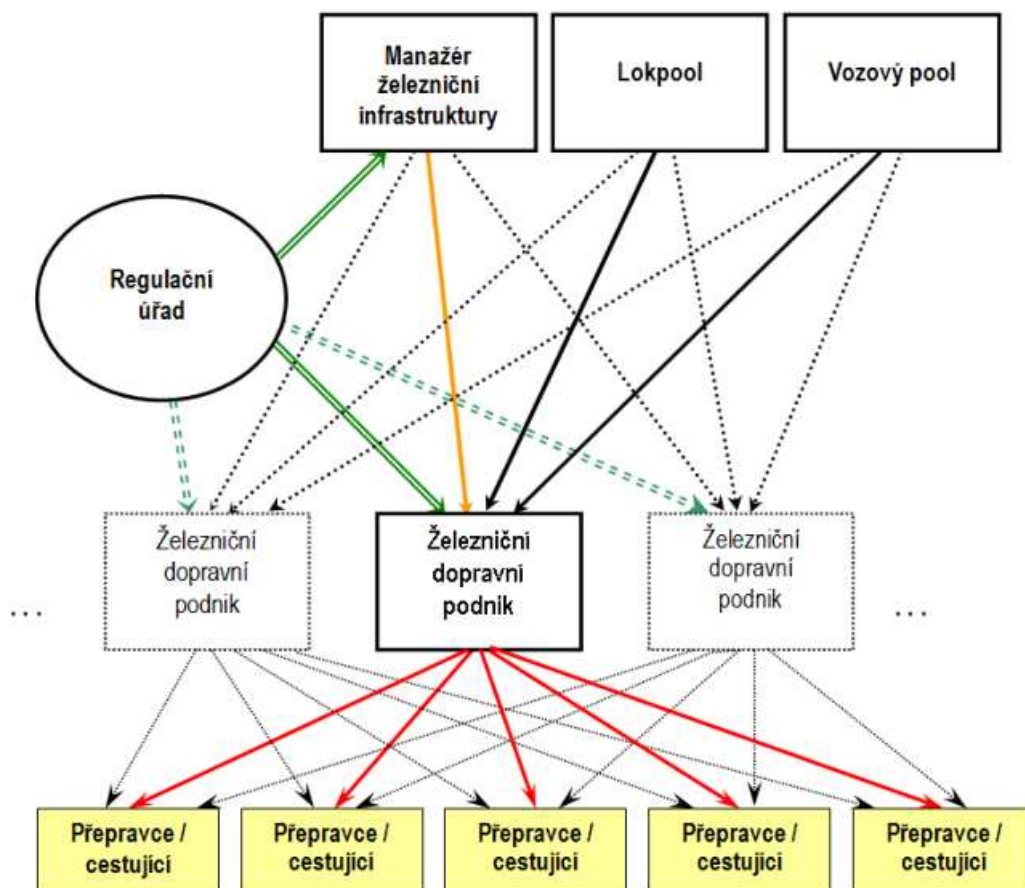 Manažér
železniční
infrastruktury
Lokpool
Vozový pool
Regulační
úřad
Železniční
dopravní
podnik
Železniční
dopravní
podnik
Železniční
dopravní
podnik
...
...
Přepravce /
cestující
Přepravce /
cestující
Přepravce /
cestující
Přepravce /
cestující
Přepravce /
cestující